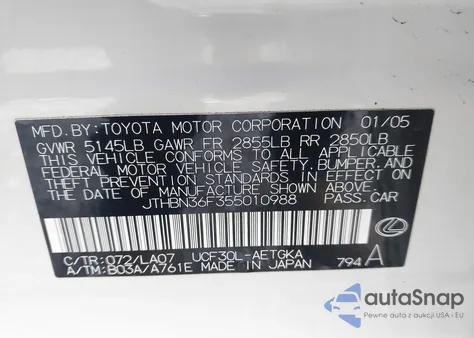 MFD. BY: TOYOTA MOTOR CORPORATION 01/05
GVWR 5145LB GAWR FR 2855LB RR 2850LB
THIS VEHICLE CONFORMS TO ALL APPLICABLE
FEDERAL MOTOR VEHICLE SAFETY, BUMPER, AND
THEFT PREVENTION STANDARDS IN EFFECT ON
THE DATE OF MANUFACTURE SHOWN ABOVE.
JTHBN36F355010988 PASS.CAR
C/TR: 072/LA07 UCF30L-AETGKA
A/TM: B03A/A761E MADE IN JAPAN 794 A
autoSnap
Pewne auta z aukcji USA • EU